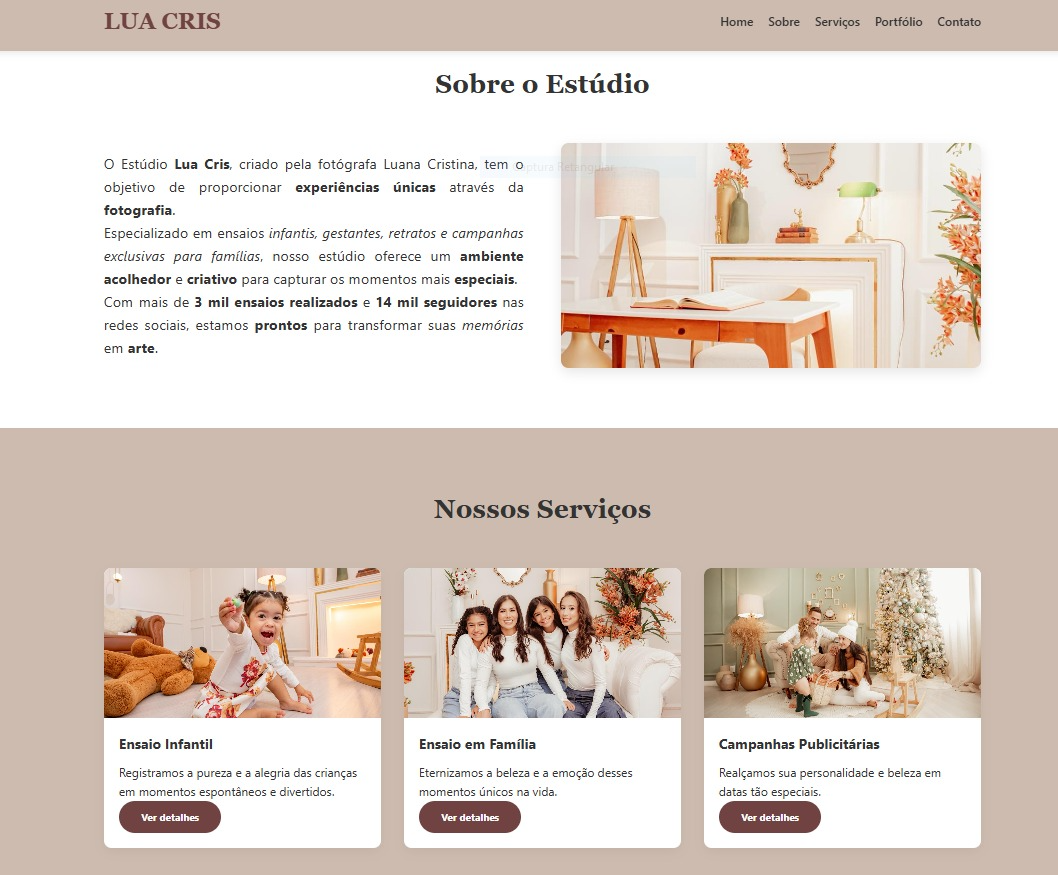 LUA CRIS
Home Sobre Serviços Portfólio Contato
Sobre o Estúdio
O Estúdio Lua Cris, criado pela fotógrafa Luana Cristina, tem o
objetivo de proporcionar experiências únicas através da
fotografia.
Especializado em ensaios infantis, gestantes, retratos e campanhas
exclusivas para famílias, nosso estúdio oferece um ambiente
acolhedor e criativo para capturar os momentos mais especiais.
Com mais de 3 mil ensaios realizados e 14 mil seguidores nas
redes sociais, estamos prontos para transformar suas memórias
em arte.
Captura Retangular
Nossos Serviços
Ensaio Infantil
Registramos a pureza e a alegria das crianças
em momentos espontâneos e divertidos.
Ver detalhes
Ensaio em Família
Eternizamos a beleza e a emoção desses
momentos únicos na vida.
Ver detalhes
Campanhas Publicitárias
Realçamos sua personalidade e beleza em
datas tão especiais.
Ver detalhes